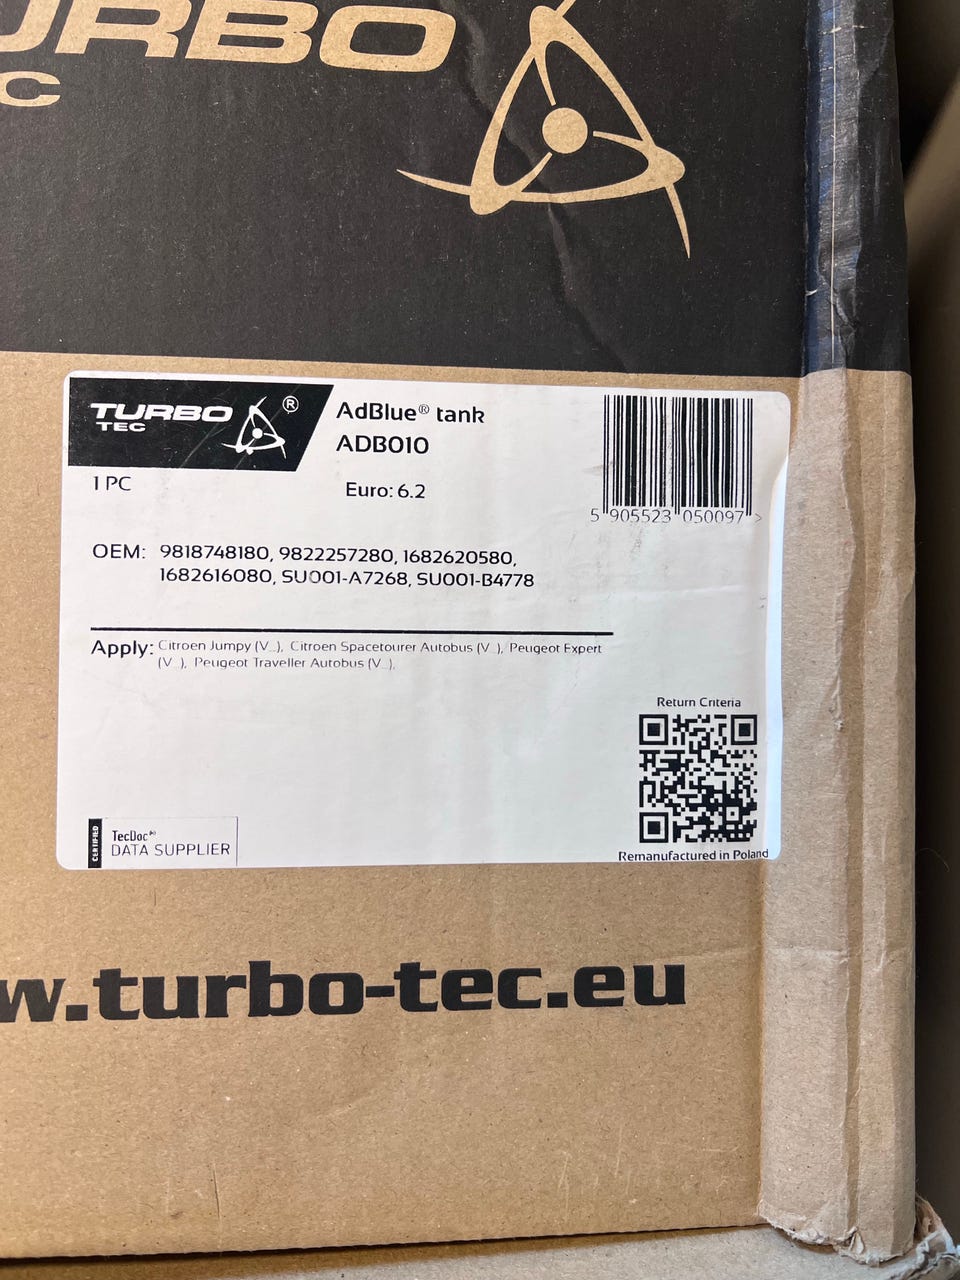 URBO
C
TURBO
TEC
®
AdBlue® tank
ADB010
1 PC
Euro: 6.2
5 905523 050097 >
OEM: 9818748180, 9822257280, 1682620580,
1682616080, SU001-A7268, SU001-B4778
Apply: Citroen Jumpy (V_), Citroen Spacetourer Autobus (V_), Peugeot Expert
(V_), Peugeot Traveller Autobus (V_),
Return Criteria
CERTIFIED
TecDoc®
DATA SUPPLIER
Remanufactured in Poland
w.turbo-tec.eu